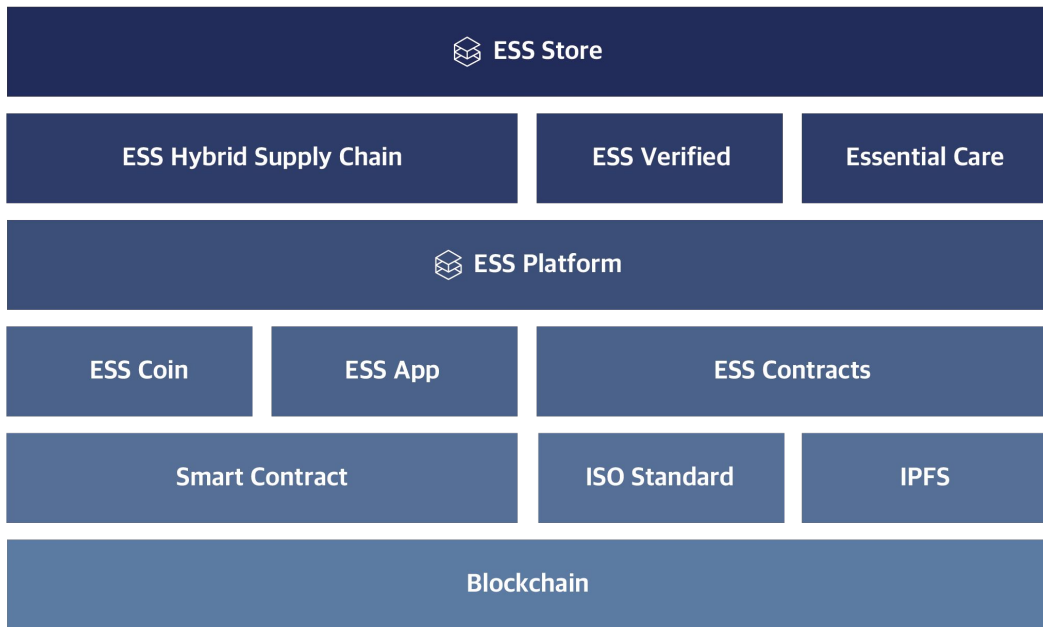 ESS Store
ESS Hybrid Supply Chain
ESS Verified
Essential Care
ESS Platform
ESS Coin
ESS App
ESS Contracts
Smart Contract
ISO Standard
IPFS
Blockchain